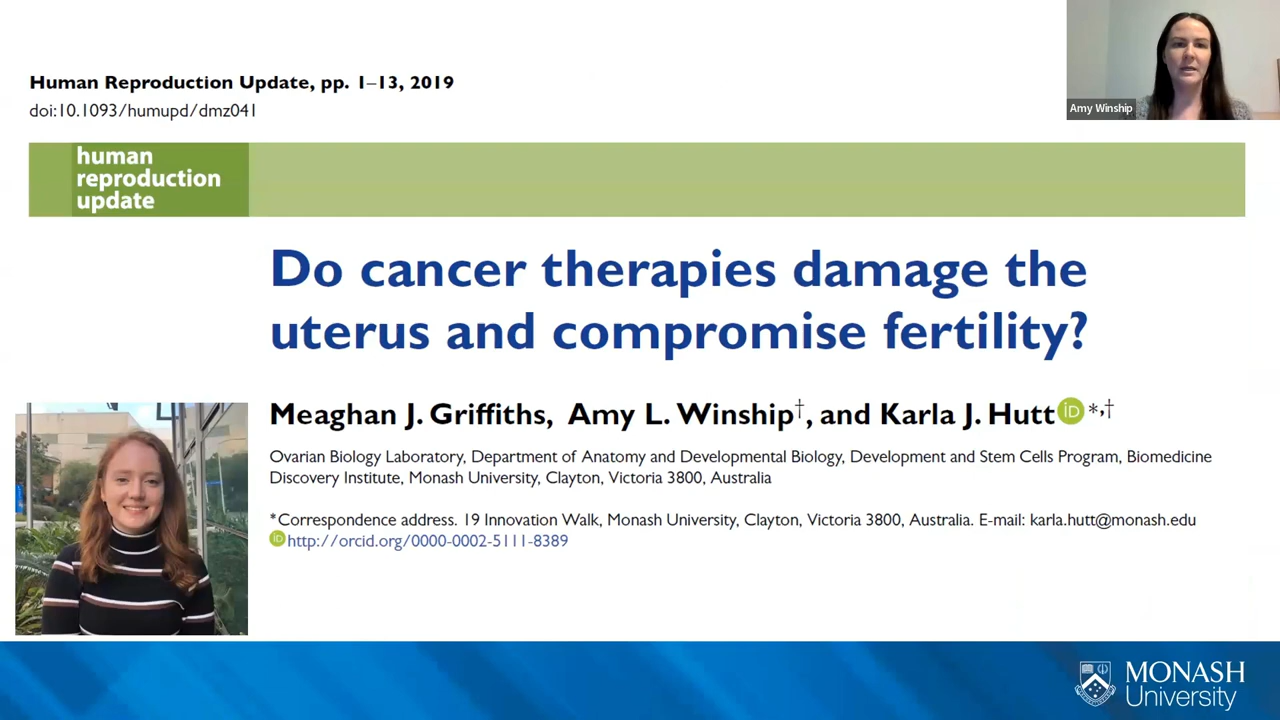 Human Reproduction Update, pp. 1–13, 2019
doi:10.1093/humupd/dmz041
Amy Winship
human
reproduction
update
Do cancer therapies damage the
uterus and compromise fertility?
Meaghan J. Griffiths, Amy L. Winship†, and Karla J. Hutt iD *,†
Ovarian Biology Laboratory, Department of Anatomy and Developmental Biology, Development and Stem Cells Program, Biomedicine
Discovery Institute, Monash University, Clayton, Victoria 3800, Australia
*Correspondence address. 19 Innovation Walk, Monash University, Clayton, Victoria 3800, Australia. E-mail: karla.hutt@monash.edu
iD http://orcid.org/0000-0002-5111-8389
MONASH
University